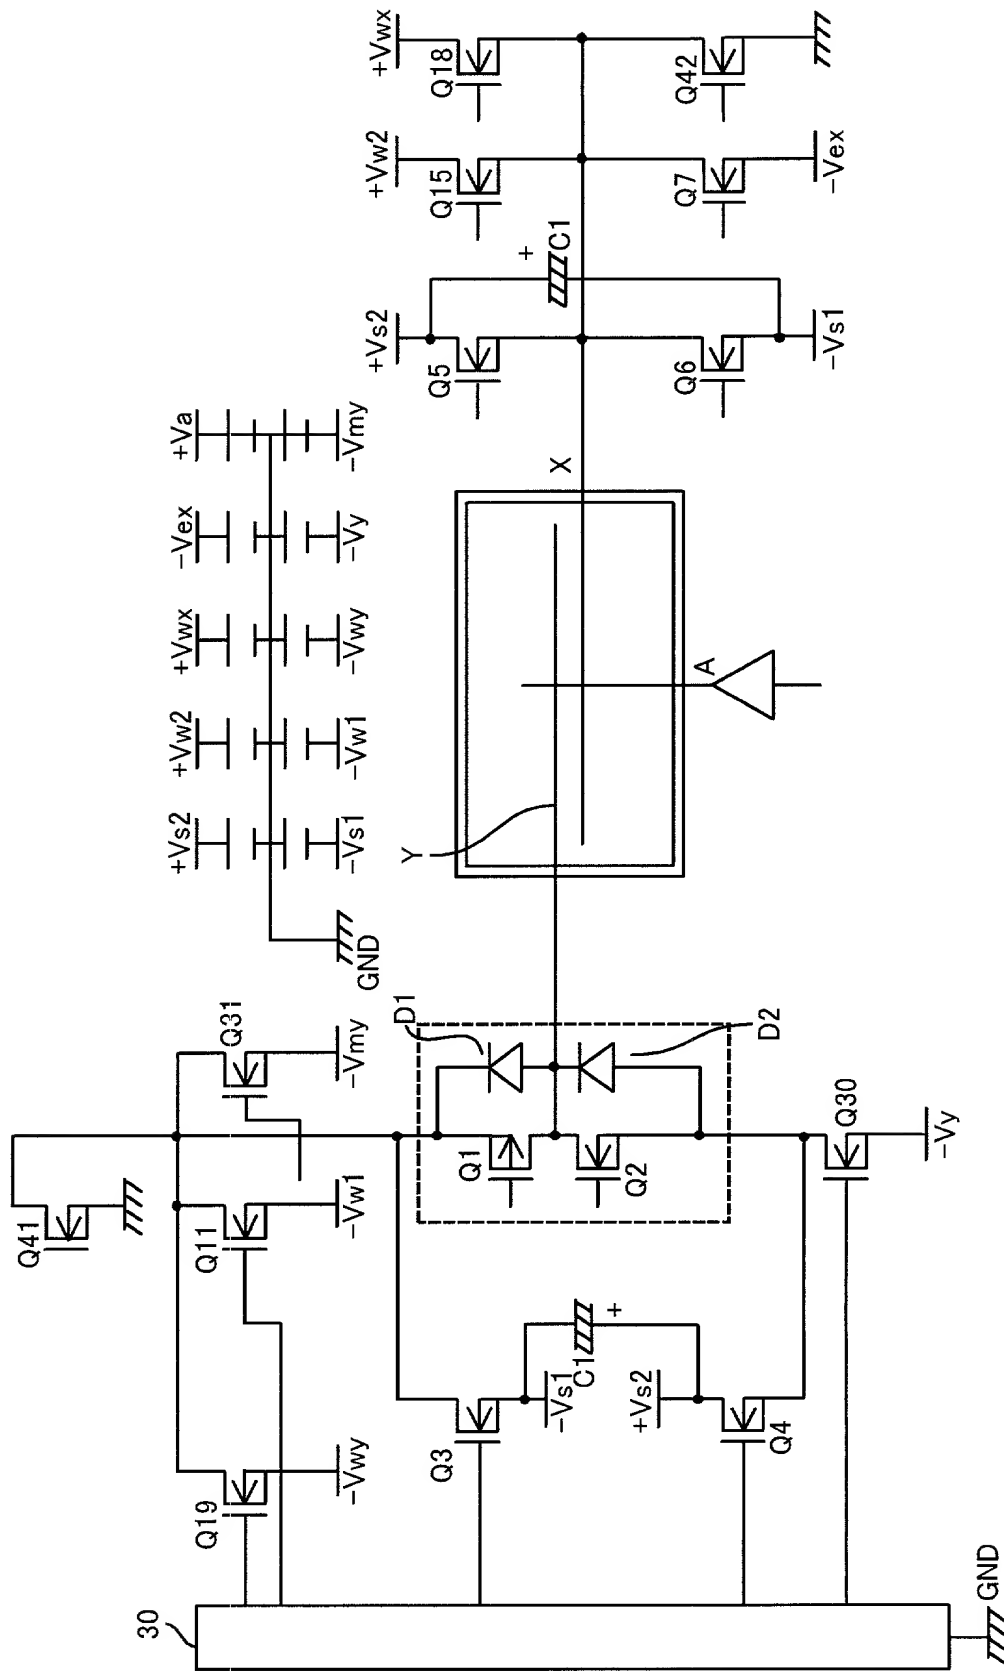 30
GND
Q19
−Vwy
Q41
Q11
−Vw1
Q31
−Vmy
Q3
−Vs1
C1
+
+Vs2
Q4
Q1
Q2
D1
D2
Q30
−Vy
GND
+Vs2
−Vs1
+Vw2
−Vw1
+Vwx
−Vwy
−Vex
−Vy
+Va
−Vmy
Y
A
X
+Vs2
Q5
+
C1
Q6
−Vs1
+Vw2
Q15
Q7
−Vex
+Vwx
Q18
Q42